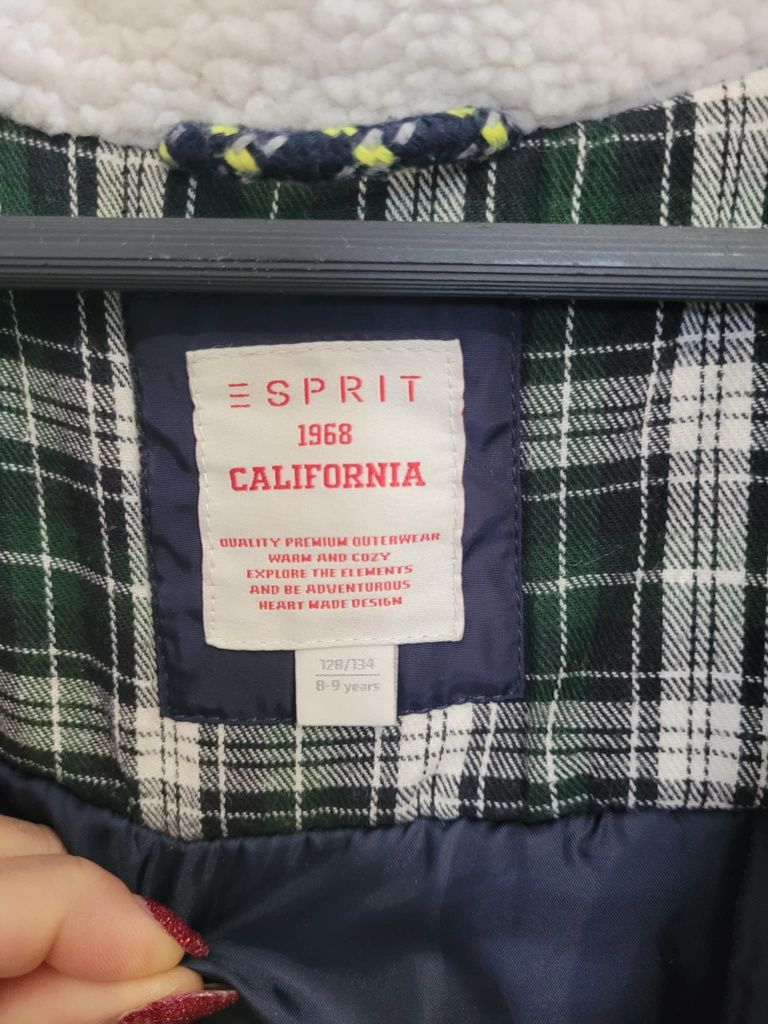 ESPRIT
1968
CALIFORNIA
QUALITY PREMIUM OUTERWEAR
WARM AND COZY
EXPLORE THE ELEMENTS
AND BE ADVENTUROUS
HEART MADE DESIGN
128/134
8-9 years